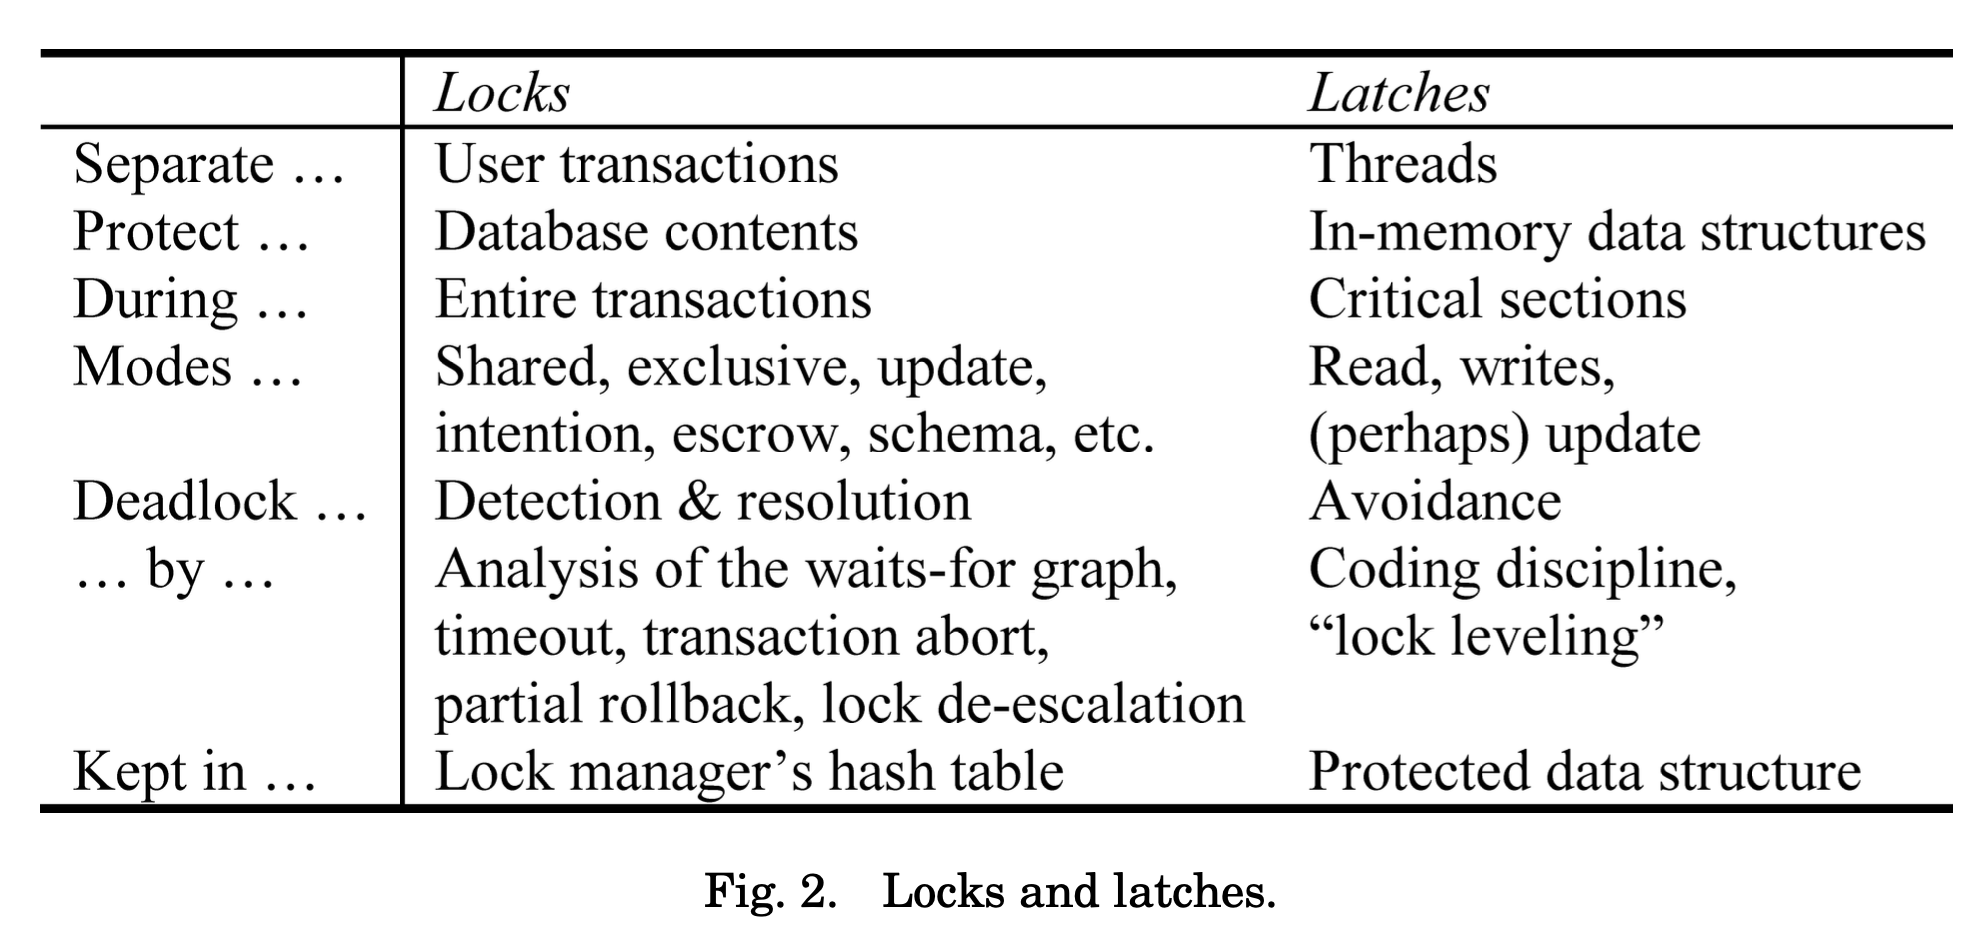 Locks Latches
Separate … User transactions Threads
Protect … Database contents In-memory data structures
During … Entire transactions Critical sections
Modes … Shared, exclusive, update, Read, writes,
intention, escrow, schema, etc. (perhaps) update
Deadlock … Detection & resolution Avoidance
… by … Analysis of the waits-for graph, Coding discipline,
timeout, transaction abort, “lock leveling”
partial rollback, lock de-escalation
Kept in … Lock manager’s hash table Protected data structure
Fig. 2. Locks and latches.